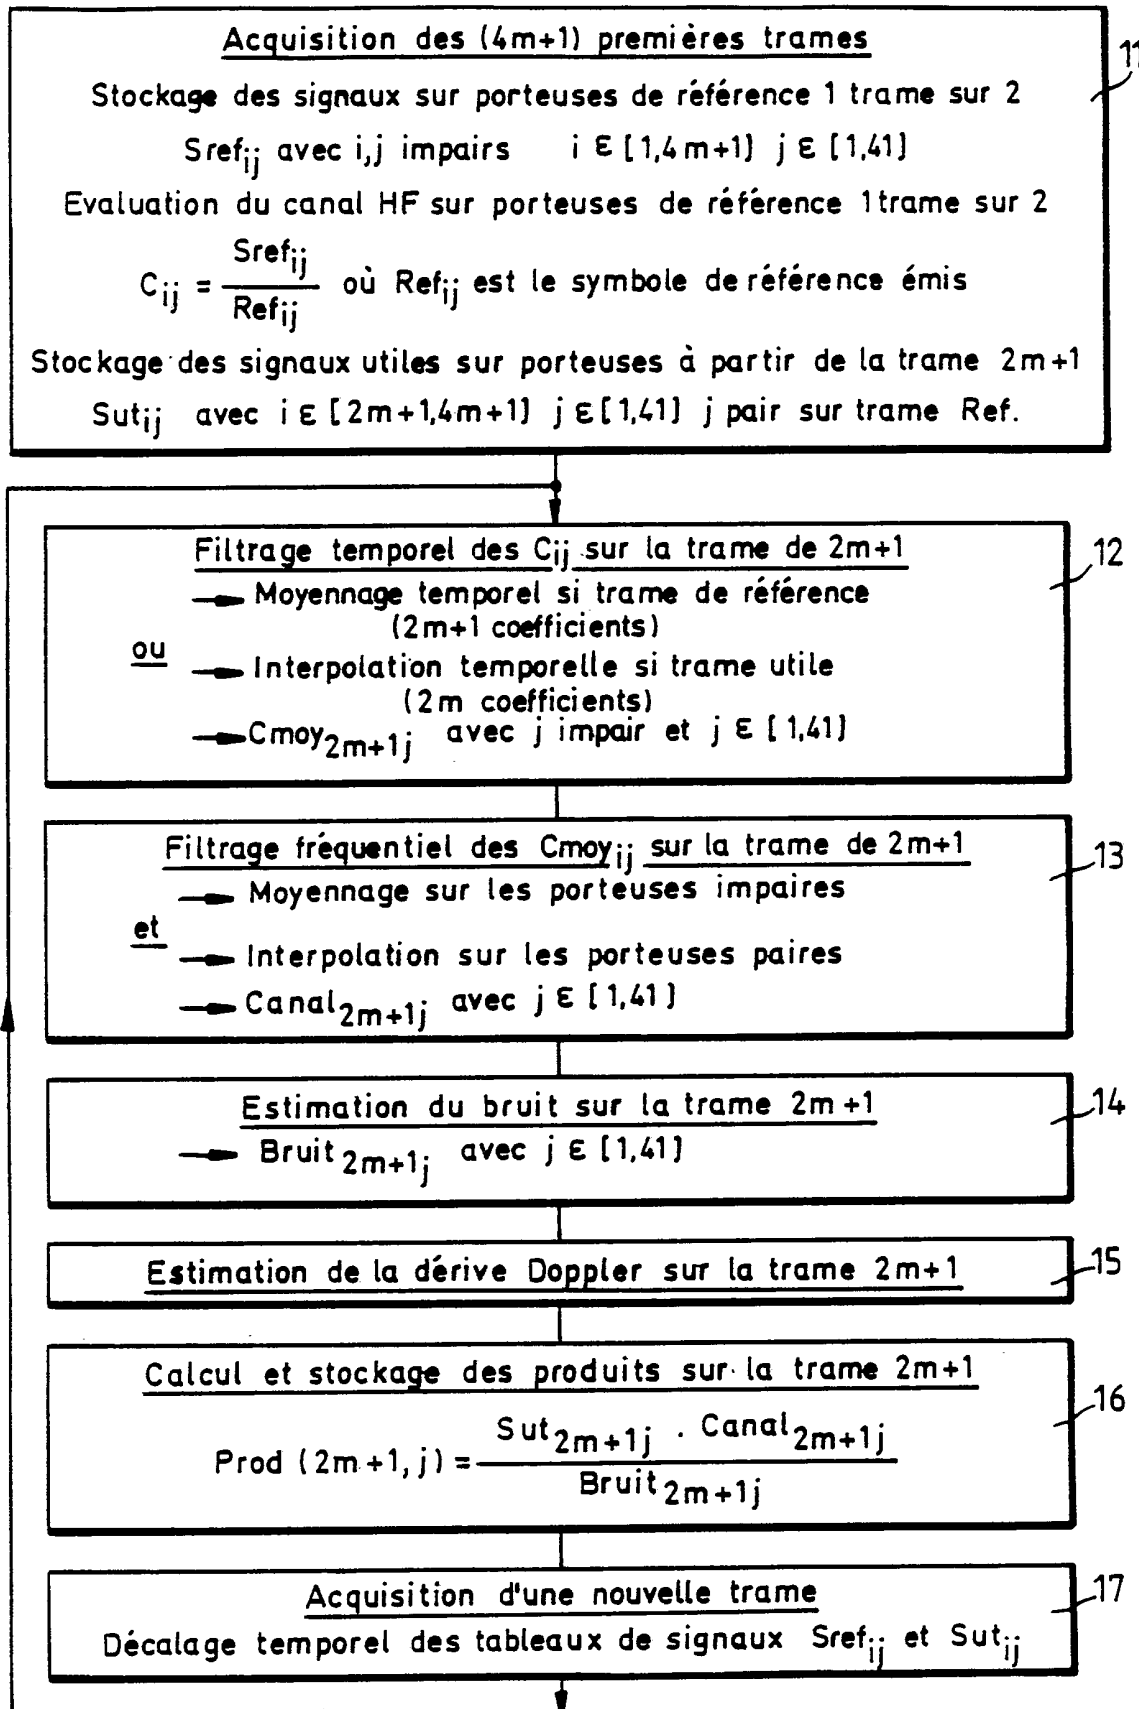 Acquisition des (4m+1) premières trames
11
Stockage des signaux sur porteuses de référence 1 trame sur 2
Sref_ij avec i,j impairs i ε [1,4m+1) j ε [1,41]
Evaluation du canal HF sur porteuses de référence 1 trame sur 2
C_ij = Sref_ij / Ref_ij où Ref_ij est le symbole de référence émis
Stockage des signaux utiles sur porteuses à partir de la trame 2m+1
Sut_ij avec i ε [2m+1,4m+1] j ε [1,41] j pair sur trame Ref.
Filtrage temporel des C_ij sur la trame de 2m+1
12
→ Moyennage temporel si trame de référence
(2m+1 coefficients)
ou
→ Interpolation temporelle si trame utile
(2m coefficients)
→ Cmoy_2m+1j avec j impair et j ε [1,41]
Filtrage fréquentiel des Cmoy_ij sur la trame de 2m+1
13
→ Moyennage sur les porteuses impaires
et
→ Interpolation sur les porteuses paires
→ Canal_2m+1j avec j ε [1,41]
Estimation du bruit sur la trame 2m+1
14
→ Bruit_2m+1j avec j ε [1,41]
Estimation de la dérive Doppler sur la trame 2m+1
15
Calcul et stockage des produits sur la trame 2m+1
16
Prod (2m+1,j) = Sut_2m+1j . Canal_2m+1j / Bruit_2m+1j
Acquisition d'une nouvelle trame
17
Décalage temporel des tableaux de signaux Sref_ij et Sut_ij